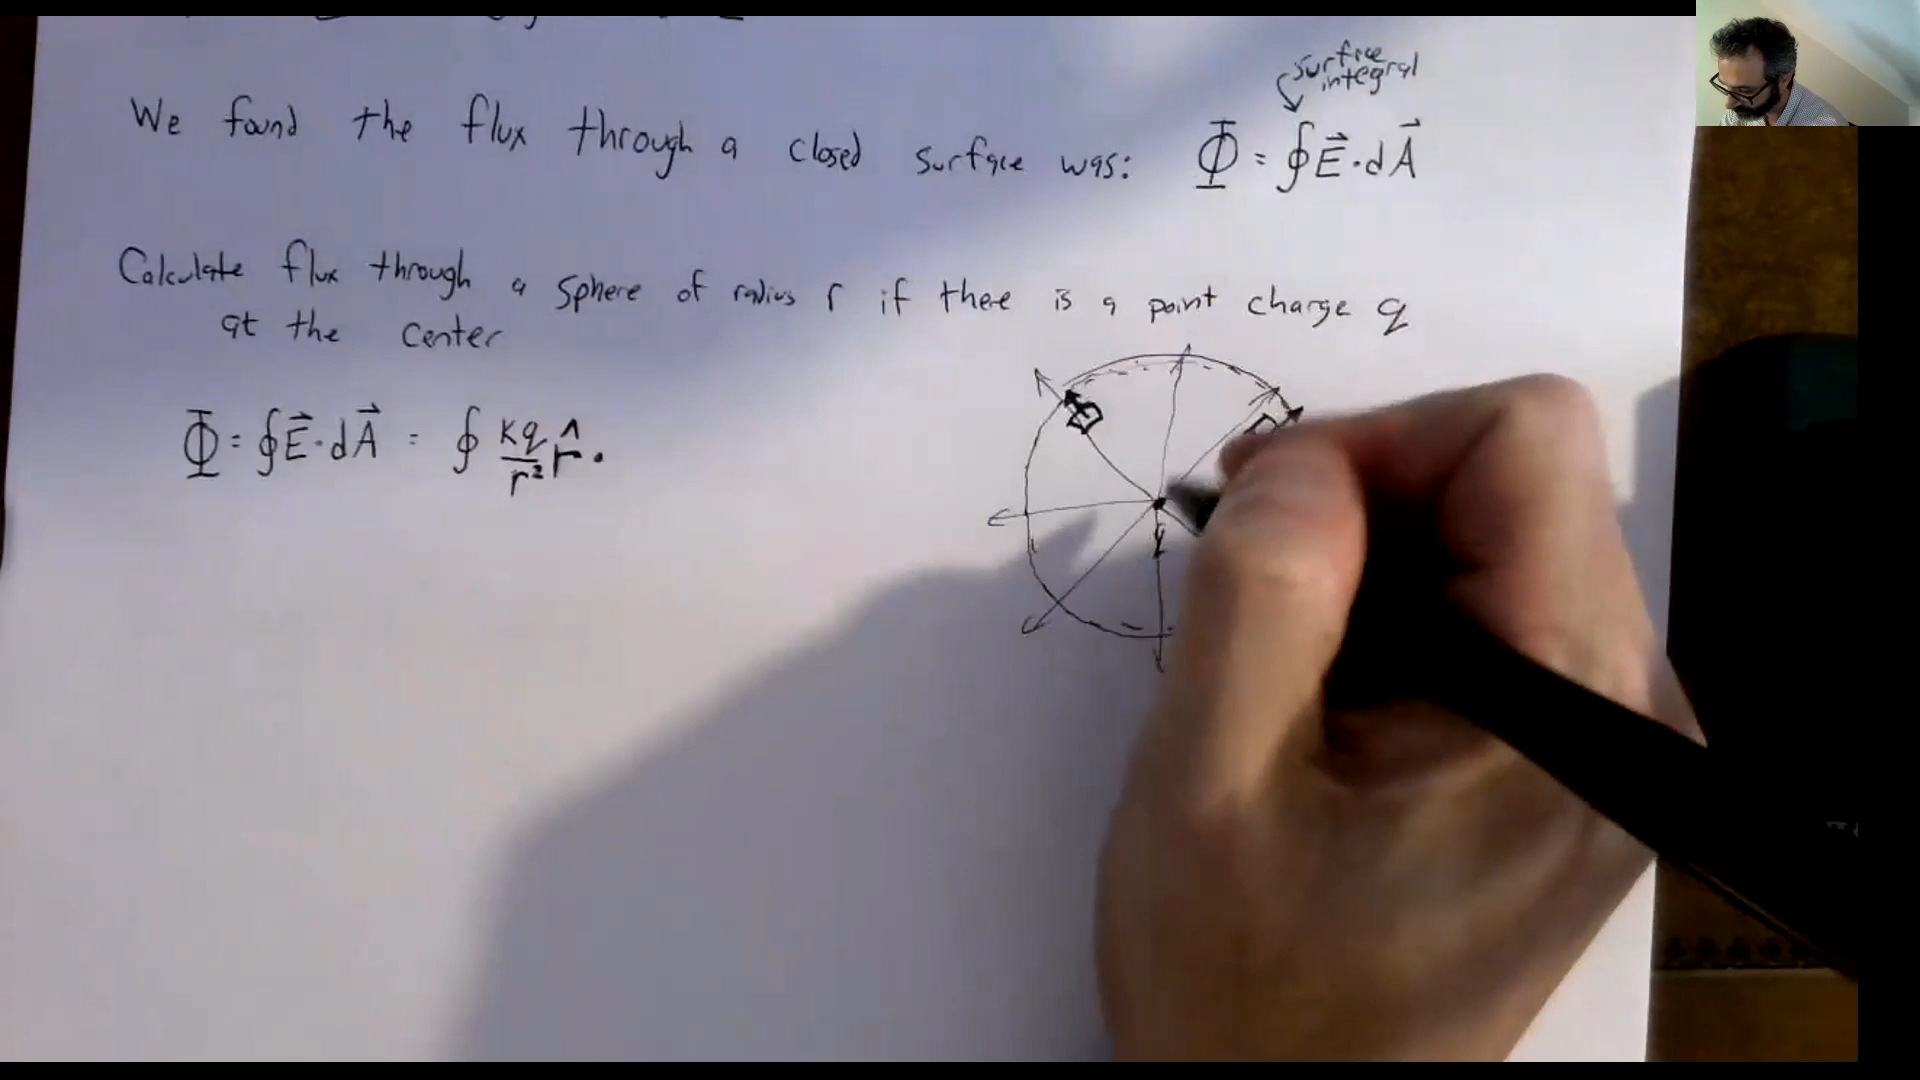 We found the flux through a closed surface was: Φ = ∮E⃗·dA⃗
surface
integral
Calculate flux through a sphere of radius r if there is a point charge q
at the center
Φ = ∮E⃗·dA⃗ = ∮ kq/r² r̂ ·
q